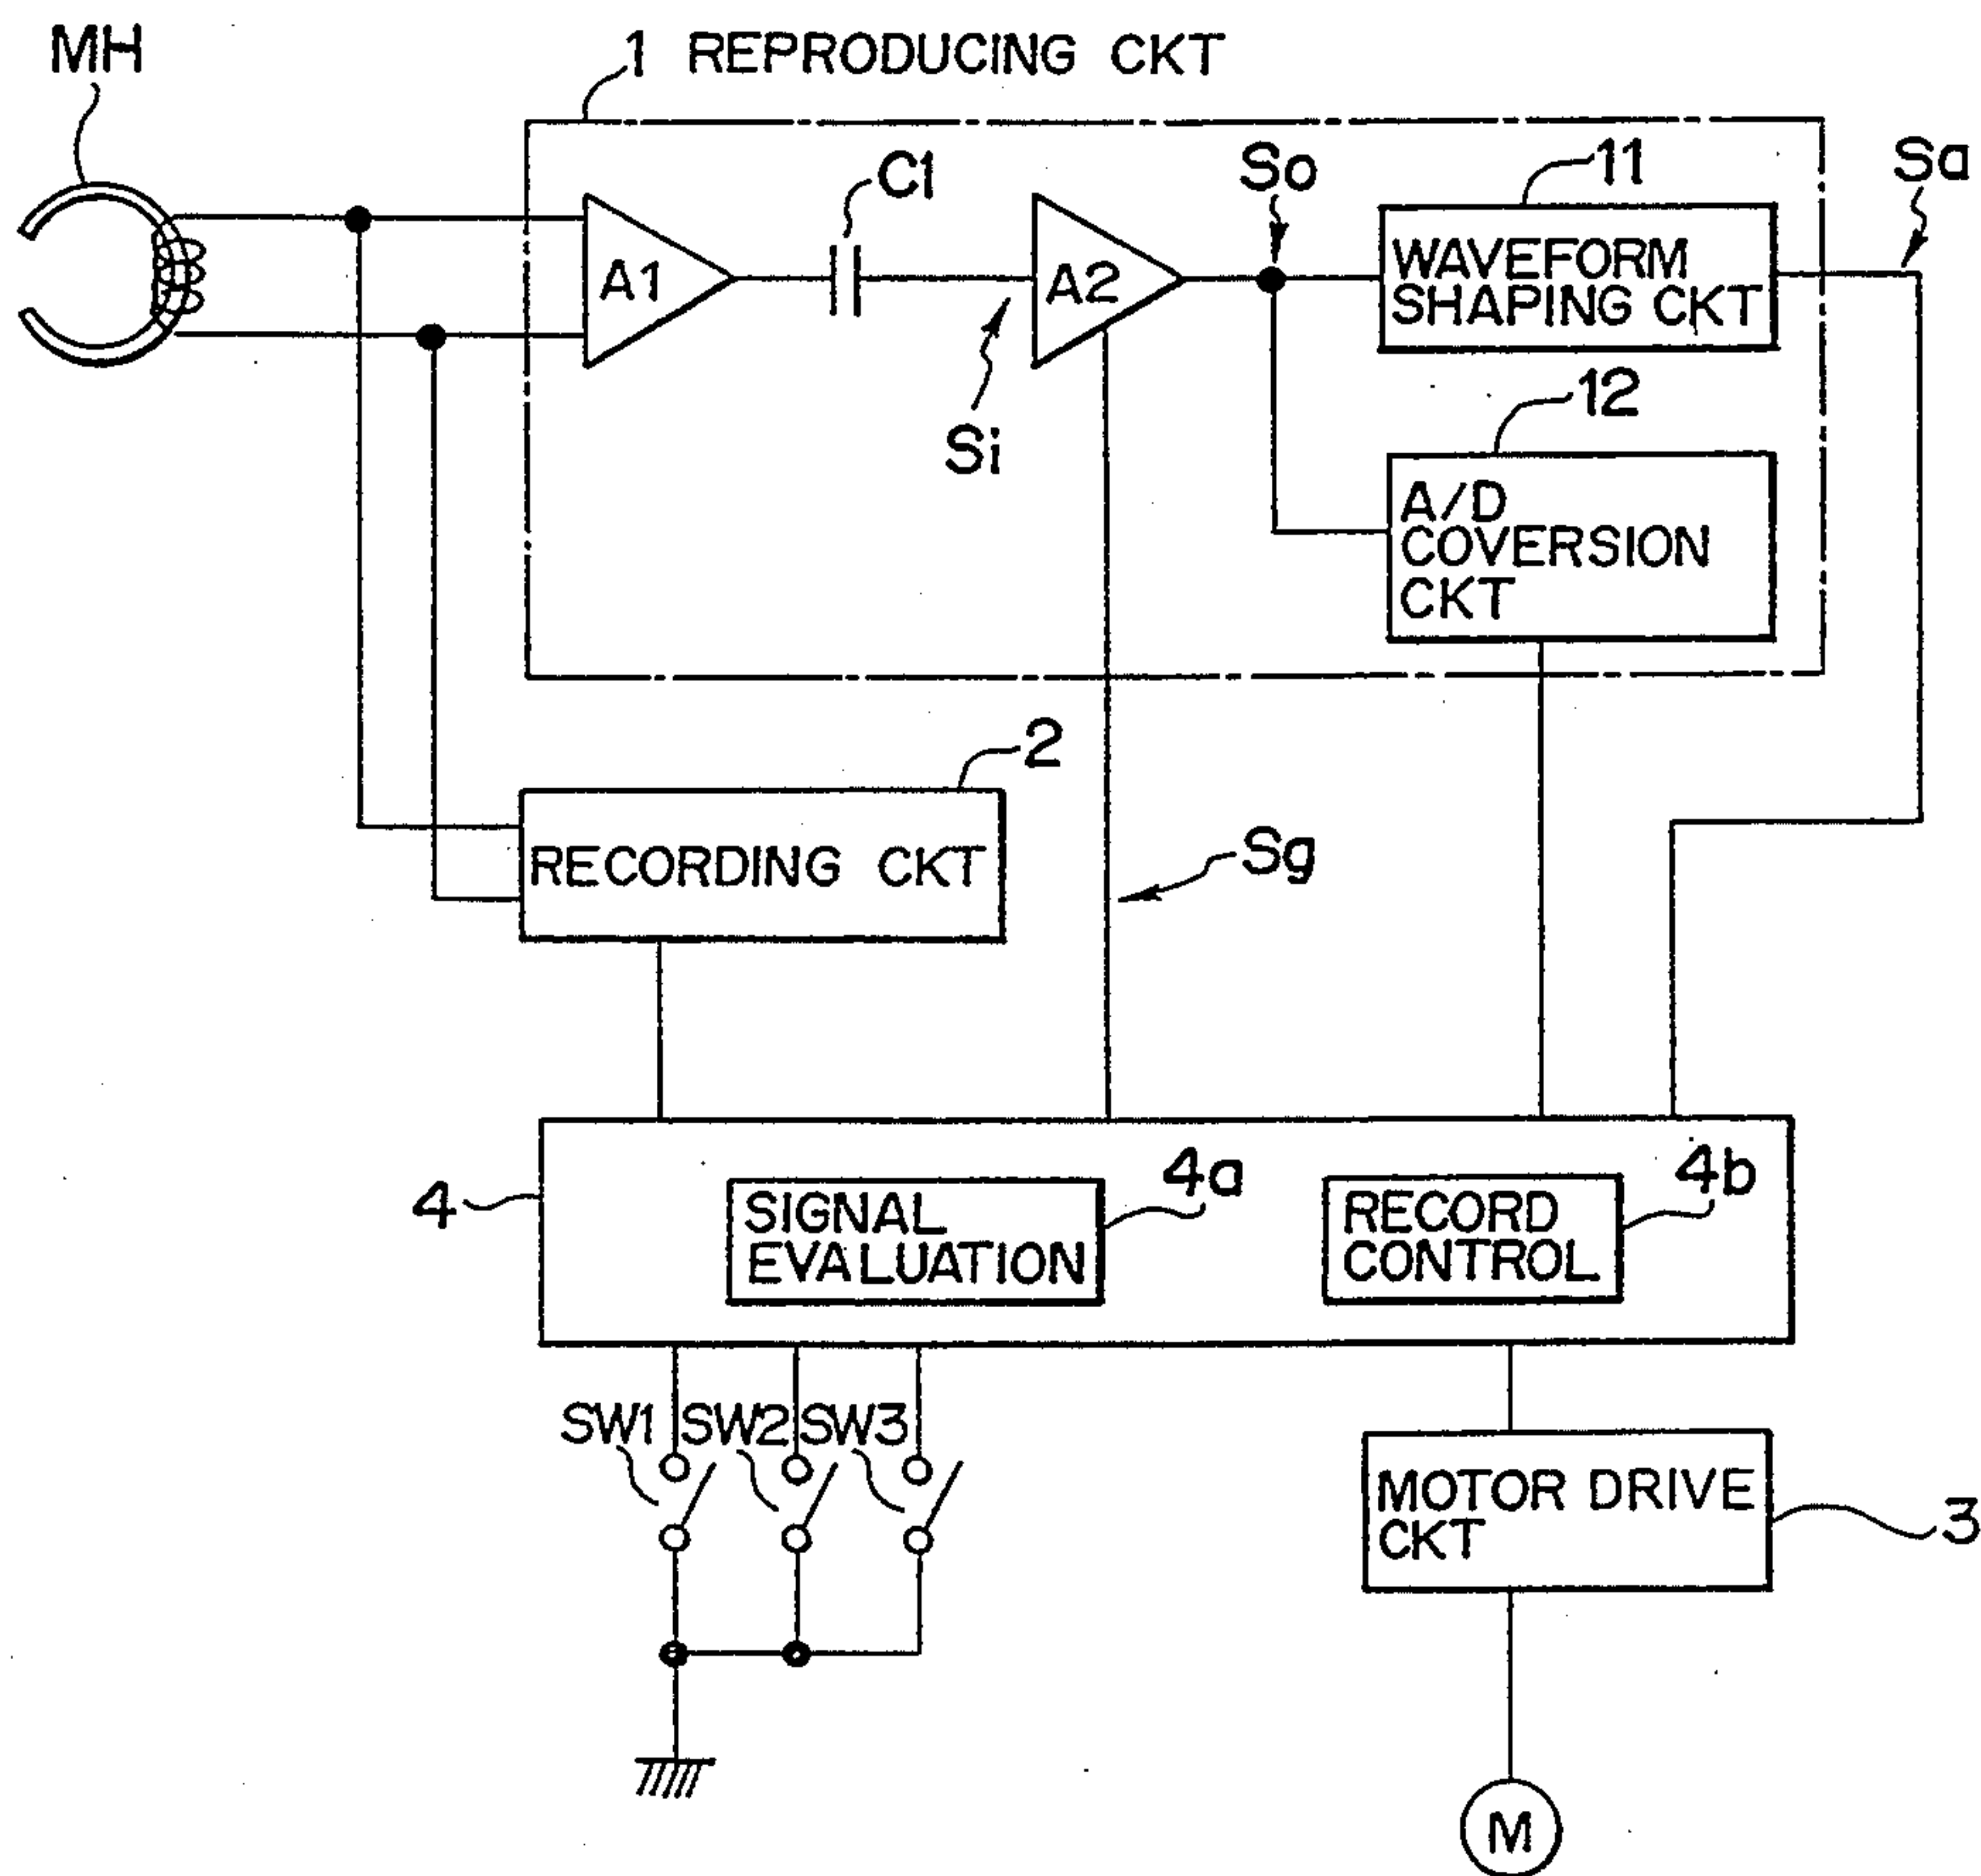 MH
1 REPRODUCING CKT
C1
So
11
Sa
A1
A2
WAVEFORM
SHAPING CKT
Si
12
A/D
COVERSION
CKT
2
RECORDING CKT
Sg
4
SIGNAL
EVALUATION
4a
RECORD
CONTROL
4b
SW1 SW2 SW3
MOTOR DRIVE
CKT
3
M